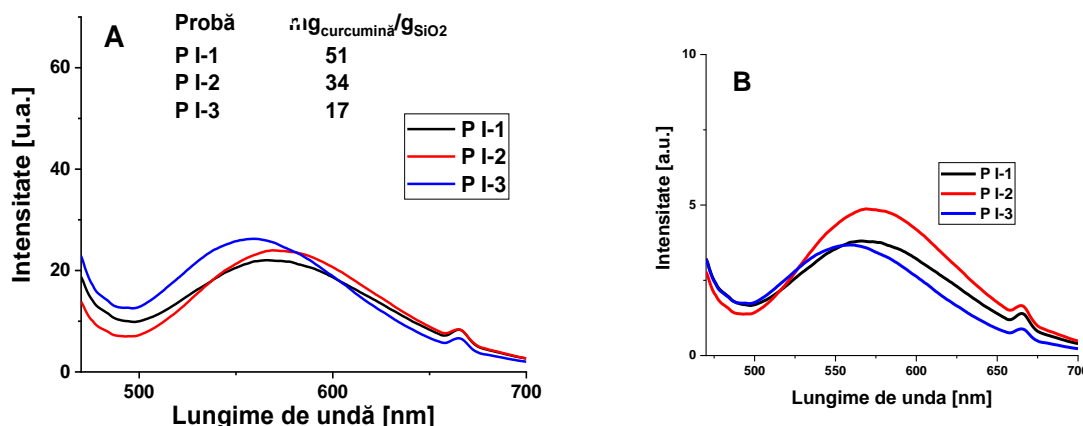 A
Probă mg curcumină/g SiO2
P I-1 51
P I-2 34
P I-3 17
P I-1
P I-2
P I-3
Intensitate [u.a.]
60
40
20
0
500 600 700
Lungime de undă [nm]
B
P I-1
P I-2
P I-3
Intensitate [a.u.]
10
5
0
500 550 600 650 700
Lungime de unda [nm]